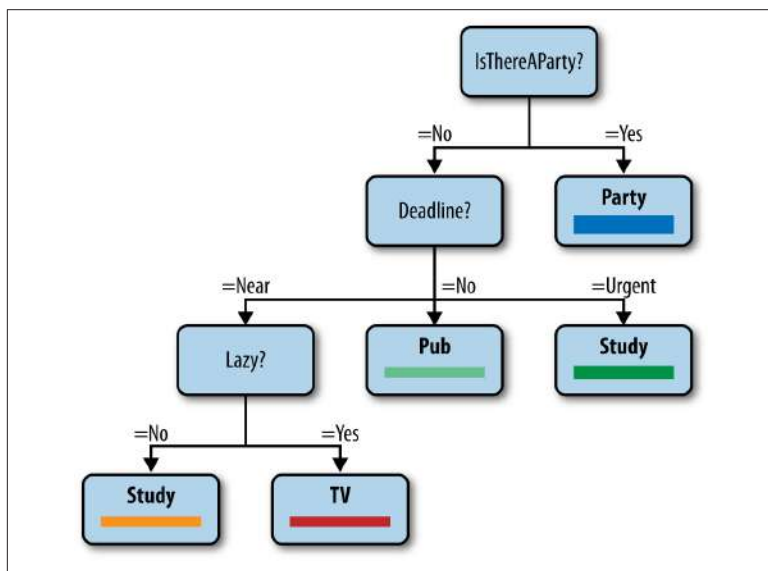 IsThereAParty?
=No
=Yes
Deadline?
Party
=Near
=No
=Urgent
Lazy?
Pub
Study
=No
=Yes
Study
TV